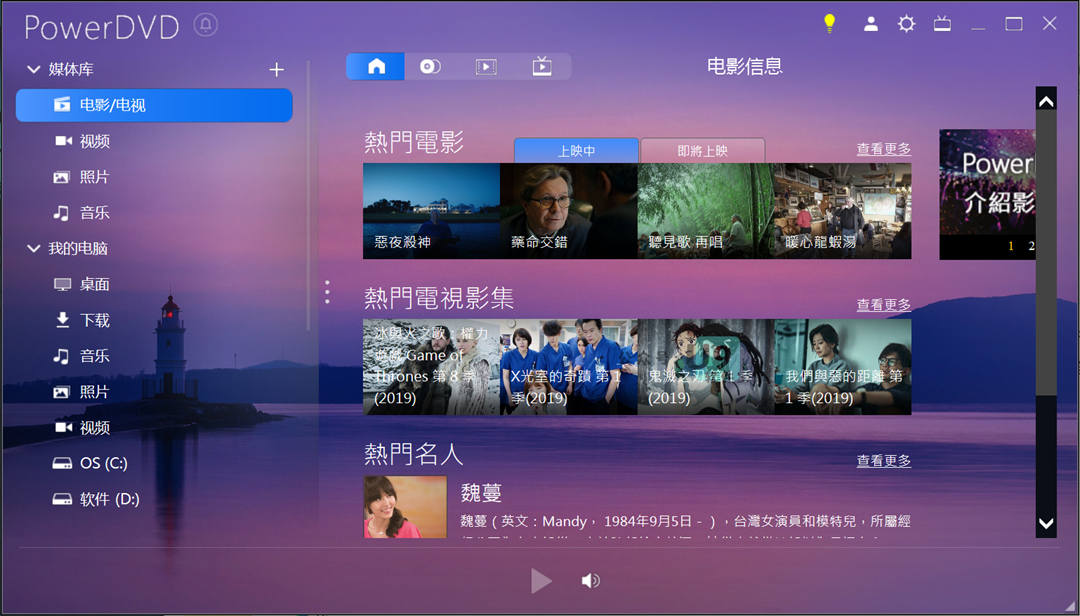 PowerDVD
媒体库
电影/电视
视频
照片
音乐
我的电脑
桌面
下载
音乐
照片
视频
OS (C:)
软件 (D:)
电影信息
熱門電影
上映中
即將上映
查看更多
惡夜殺神
藥命交錯
聽見歌 再唱
暖心龍蝦湯
Power
介紹影
1 2
熱門電視影集
查看更多
冰與火之歌：權力
遊戲 Game of
Thrones 第 8 季
(2019)
X光室的奇蹟 第 1
季(2019)
鬼滅之刃 第 1 季
(2019)
我們與惡的距離 第
1 季(2019)
熱門名人
查看更多
魏蔓
魏蔓（英文：Mandy， 1984年9月5日－），台灣女演員和模特兒，所屬經